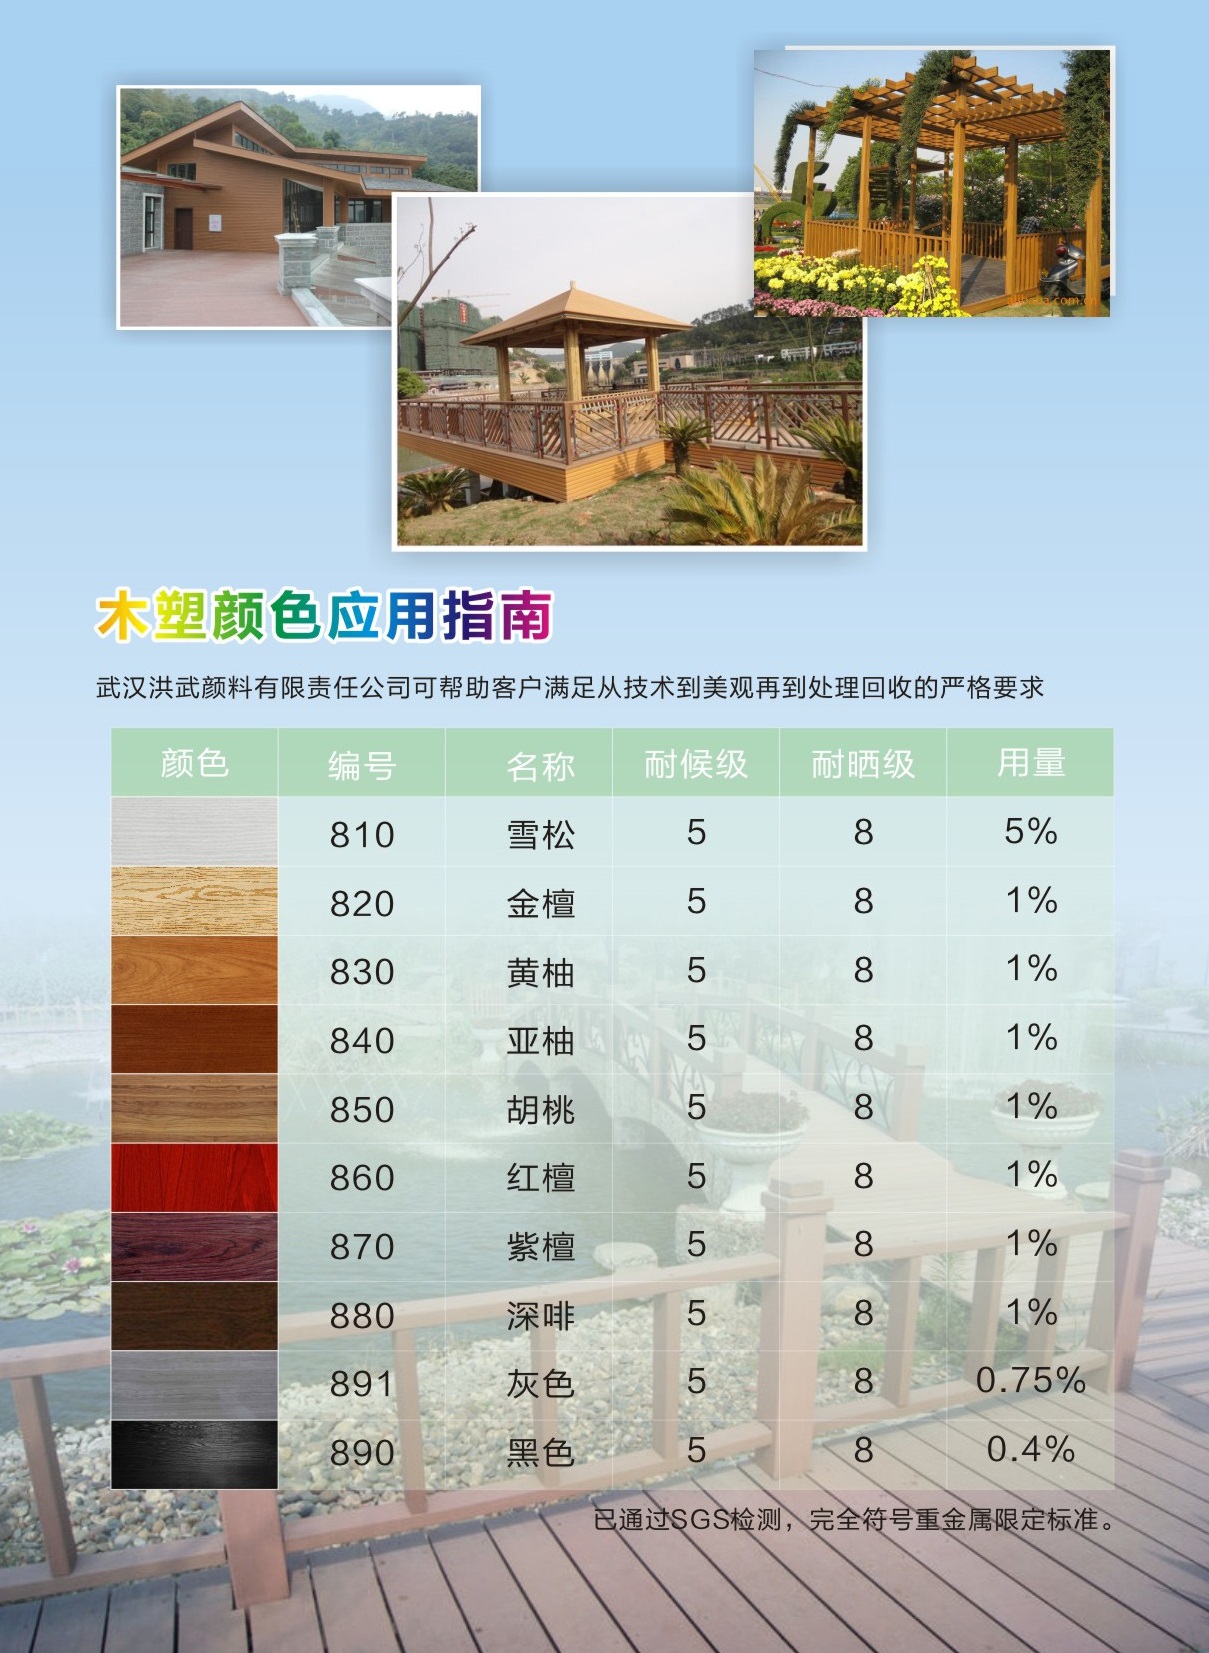 alibaba.com.cn
木塑颜色应用指南
武汉洪武颜料有限责任公司可帮助客户满足从技术到美观再到处理回收的严格要求
颜色 编号 名称 耐候级 耐晒级 用量
810 雪松 5 8 5%
820 金檀 5 8 1%
830 黄柚 5 8 1%
840 亚柚 5 8 1%
850 胡桃 5 8 1%
860 红檀 5 8 1%
870 紫檀 5 8 1%
880 深啡 5 8 1%
891 灰色 5 8 0.75%
890 黑色 5 8 0.4%
已通过SGS检测，完全符号重金属限定标准。